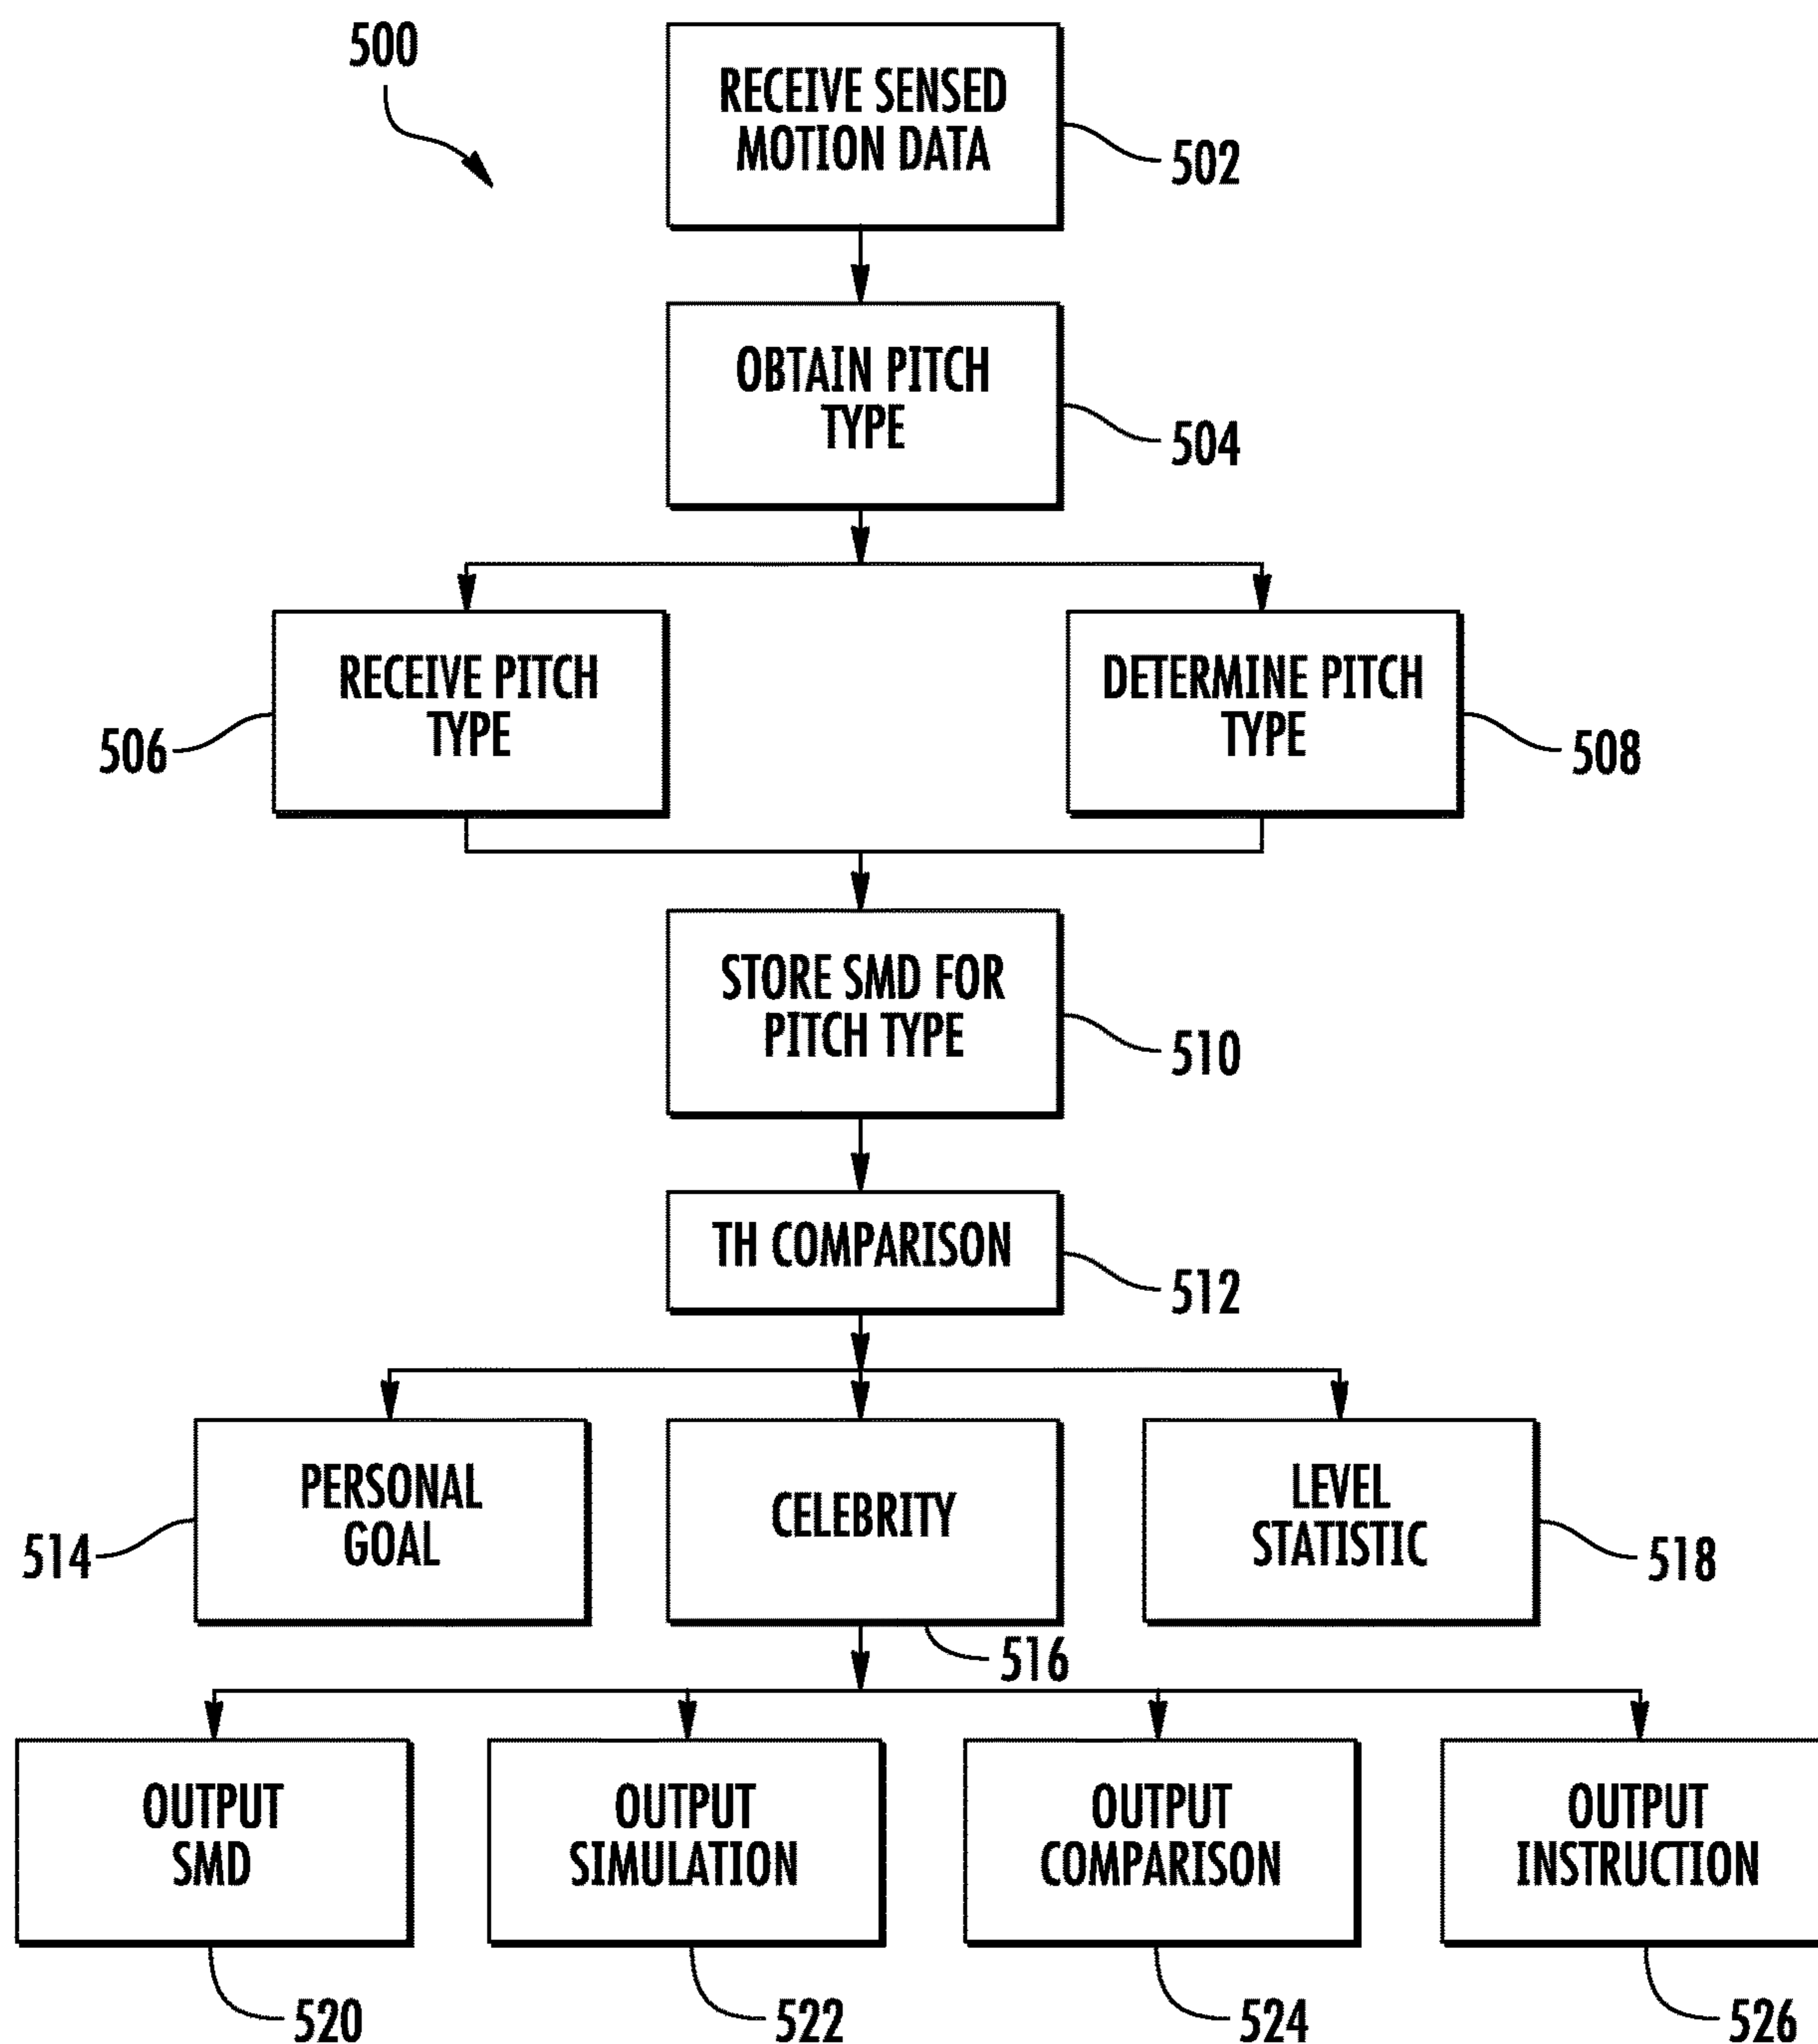 500
RECEIVE SENSED
MOTION DATA
502
OBTAIN PITCH
TYPE
504
RECEIVE PITCH
TYPE
506
DETERMINE PITCH
TYPE
508
STORE SMD FOR
PITCH TYPE
510
TH COMPARISON
512
PERSONAL
GOAL
514
CELEBRITY
516
LEVEL
STATISTIC
518
OUTPUT
SMD
520
OUTPUT
SIMULATION
522
OUTPUT
COMPARISON
524
OUTPUT
INSTRUCTION
526